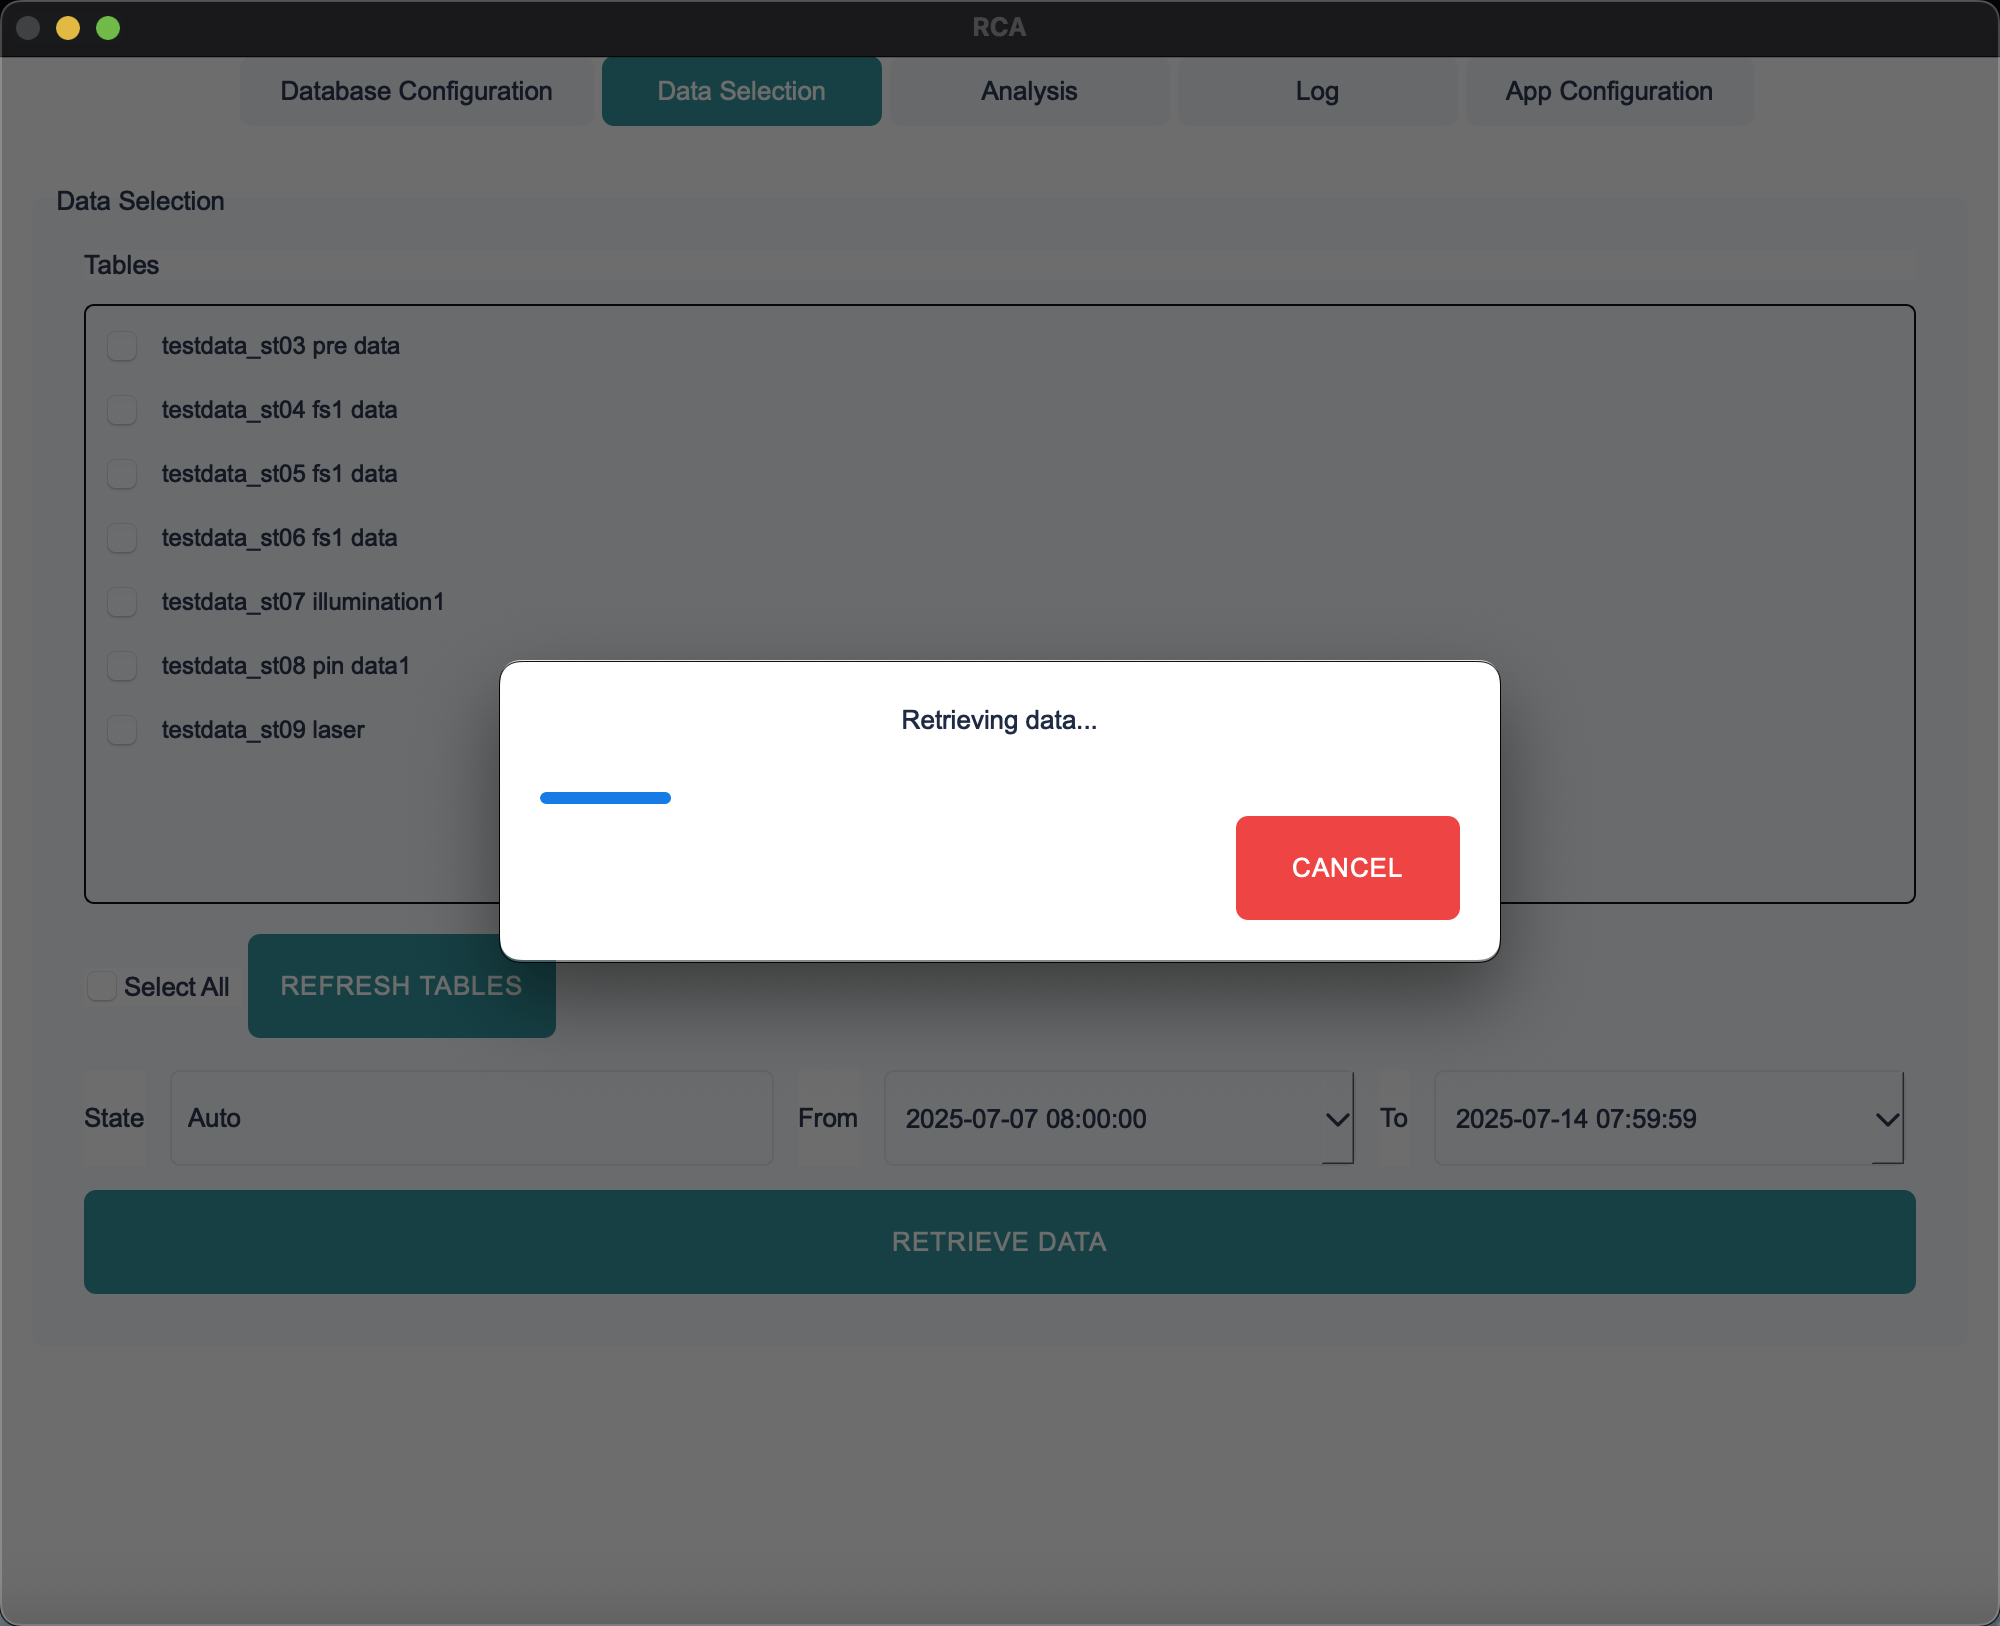 RCA
Database Configuration
Data Selection
Analysis
Log
App Configuration
Data Selection
Tables
testdata_st03 pre data
testdata_st04 fs1 data
testdata_st05 fs1 data
testdata_st06 fs1 data
testdata_st07 illumination1
testdata_st08 pin data1
testdata_st09 laser
Retrieving data...
CANCEL
Select All
REFRESH TABLES
State
Auto
From
2025-07-07 08:00:00
To
2025-07-14 07:59:59
RETRIEVE DATA